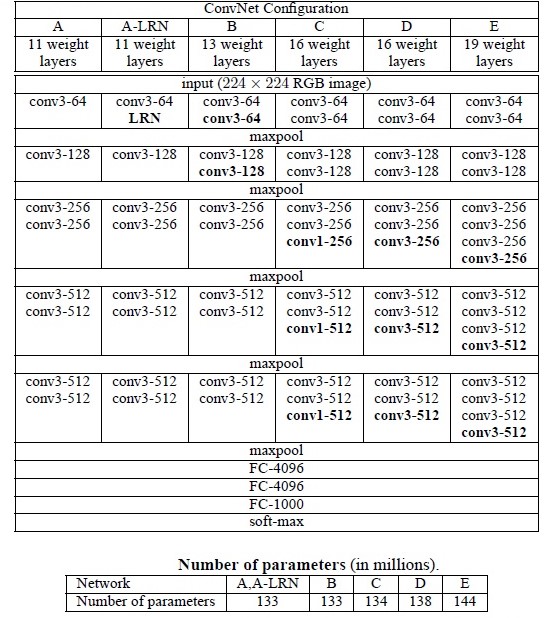 ConvNet Configuration
A A-LRN B C D E
11 weight 11 weight 13 weight 16 weight 16 weight 19 weight
layers layers layers layers layers layers
input (224 × 224 RGB image)
conv3-64 conv3-64 conv3-64 conv3-64 conv3-64 conv3-64
LRN conv3-64 conv3-64 conv3-64 conv3-64
maxpool
conv3-128 conv3-128 conv3-128 conv3-128 conv3-128 conv3-128
conv3-128 conv3-128 conv3-128 conv3-128
maxpool
conv3-256 conv3-256 conv3-256 conv3-256 conv3-256 conv3-256
conv3-256 conv3-256 conv3-256 conv3-256 conv3-256 conv3-256
conv1-256 conv3-256 conv3-256
conv3-256
maxpool
conv3-512 conv3-512 conv3-512 conv3-512 conv3-512 conv3-512
conv3-512 conv3-512 conv3-512 conv3-512 conv3-512 conv3-512
conv1-512 conv3-512 conv3-512
conv3-512
maxpool
conv3-512 conv3-512 conv3-512 conv3-512 conv3-512 conv3-512
conv3-512 conv3-512 conv3-512 conv3-512 conv3-512 conv3-512
conv1-512 conv3-512 conv3-512
conv3-512
maxpool
FC-4096
FC-4096
FC-1000
soft-max
Number of parameters (in millions).
Network A,A-LRN B C D E
Number of parameters 133 133 134 138 144